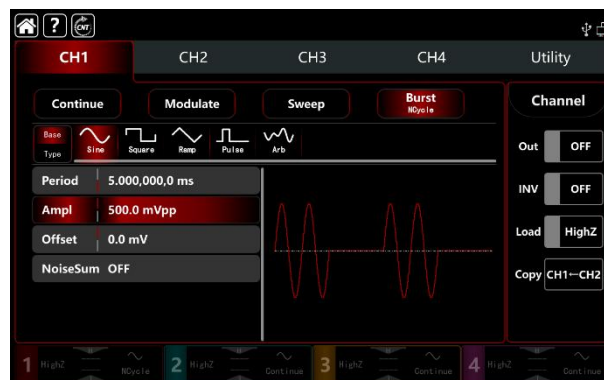 ? CNT
CH1 CH2 CH3 CH4 Utility
Continue Modulate Sweep Burst NCycle Channel
Base Type Sine Square Ramp Pulse Arb
Out OFF
Period 5.000,000,0 ms
INV OFF
Ampl 500.0 mVpp
Offset 0.0 mV
Load HighZ
NoiseSum OFF
Copy CH1←CH2
1 HighZ NCycle 2 HighZ Continue 3 HighZ Continue 4 HighZ Continue